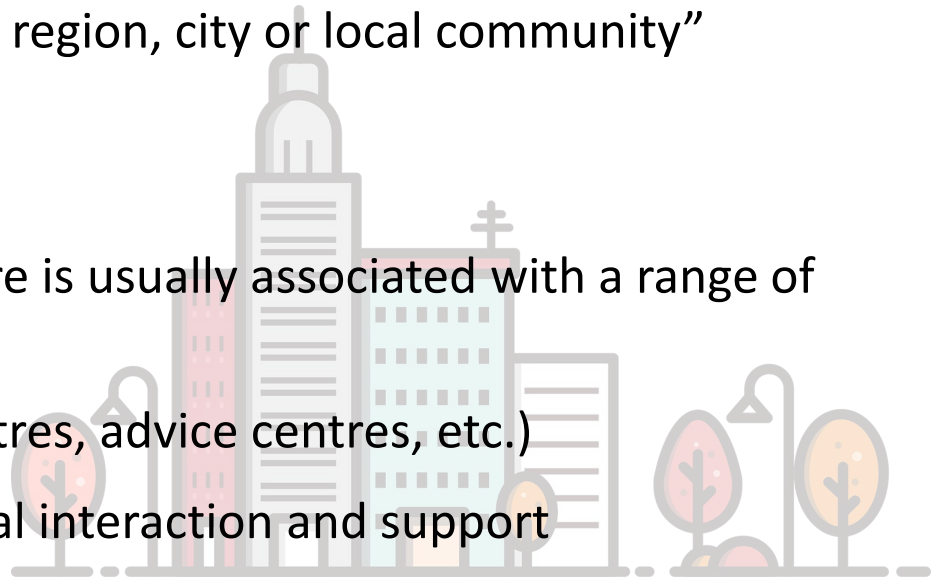 region, city or local community”
re is usually associated with a range of
tres, advice centres, etc.)
al interaction and support